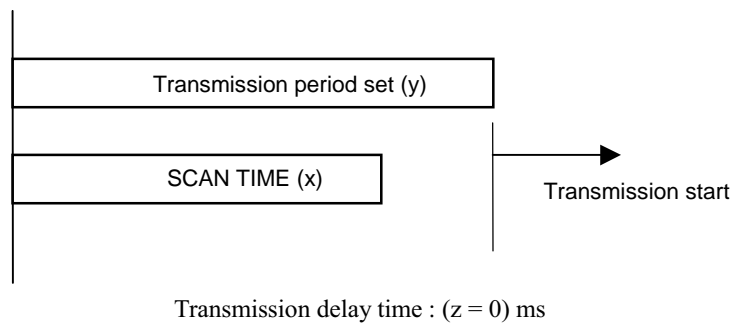 Transmission period set (y)
SCAN TIME (x)
Transmission start
Transmission delay time : (z = 0) ms